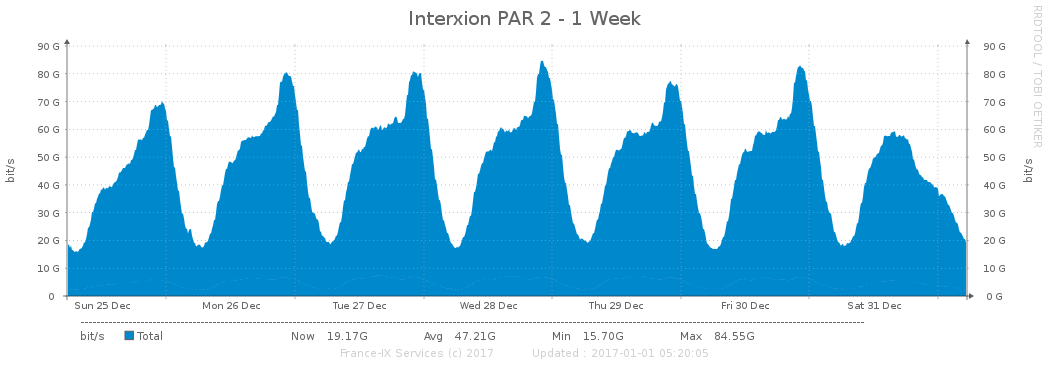 Interxion PAR 2 - 1 Week
RRDTOOL / TOBI OETIKER
90 G 90 G
80 G 80 G
70 G 70 G
60 G 60 G
50 G 50 G
40 G 40 G
30 G 30 G
20 G 20 G
10 G 10 G
0 0 G
bit/s bit/s
Sun 25 Dec Mon 26 Dec Tue 27 Dec Wed 28 Dec Thu 29 Dec Fri 30 Dec Sat 31 Dec
bit/s Total Now 19.17G Avg 47.21G Min 15.70G Max 84.55G
France-IX Services (c) 2017 Updated : 2017-01-01 05:20:05